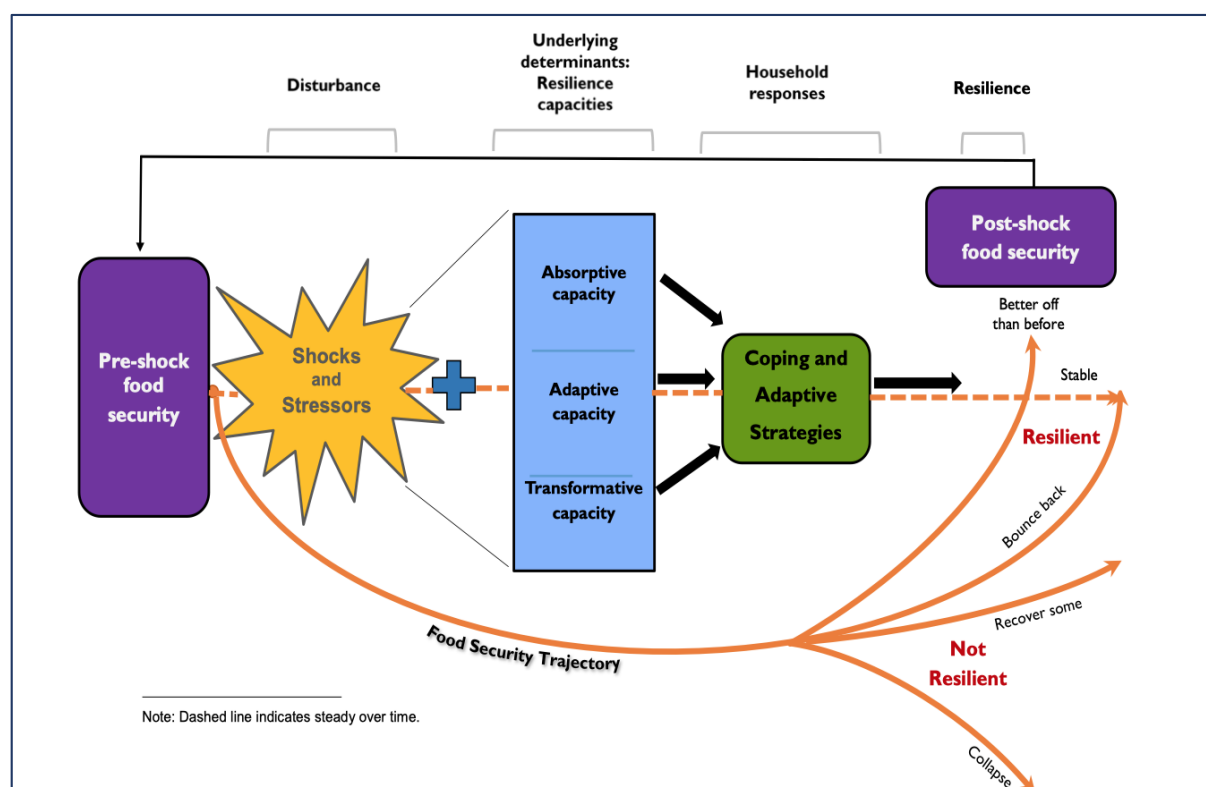 Disturbance
Underlying
determinants:
Resilience
capacities
Household
responses
Resilience
Pre-shock
food
security
Shocks
and
Stressors
Absorptive
capacity
Adaptive
capacity
Transformative
capacity
Coping and
Adaptive
Strategies
Post-shock
food security
Better off
than before
Stable
Resilient
Bounce back
Recover some
Not
Resilient
Collapse
Food Security Trajectory
Note: Dashed line indicates steady over time.